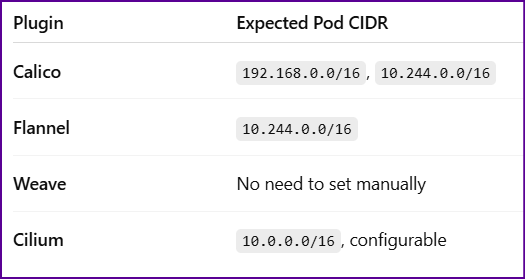 Plugin Expected Pod CIDR
Calico 192.168.0.0/16, 10.244.0.0/16
Flannel 10.244.0.0/16
Weave No need to set manually
Cilium 10.0.0.0/16, configurable